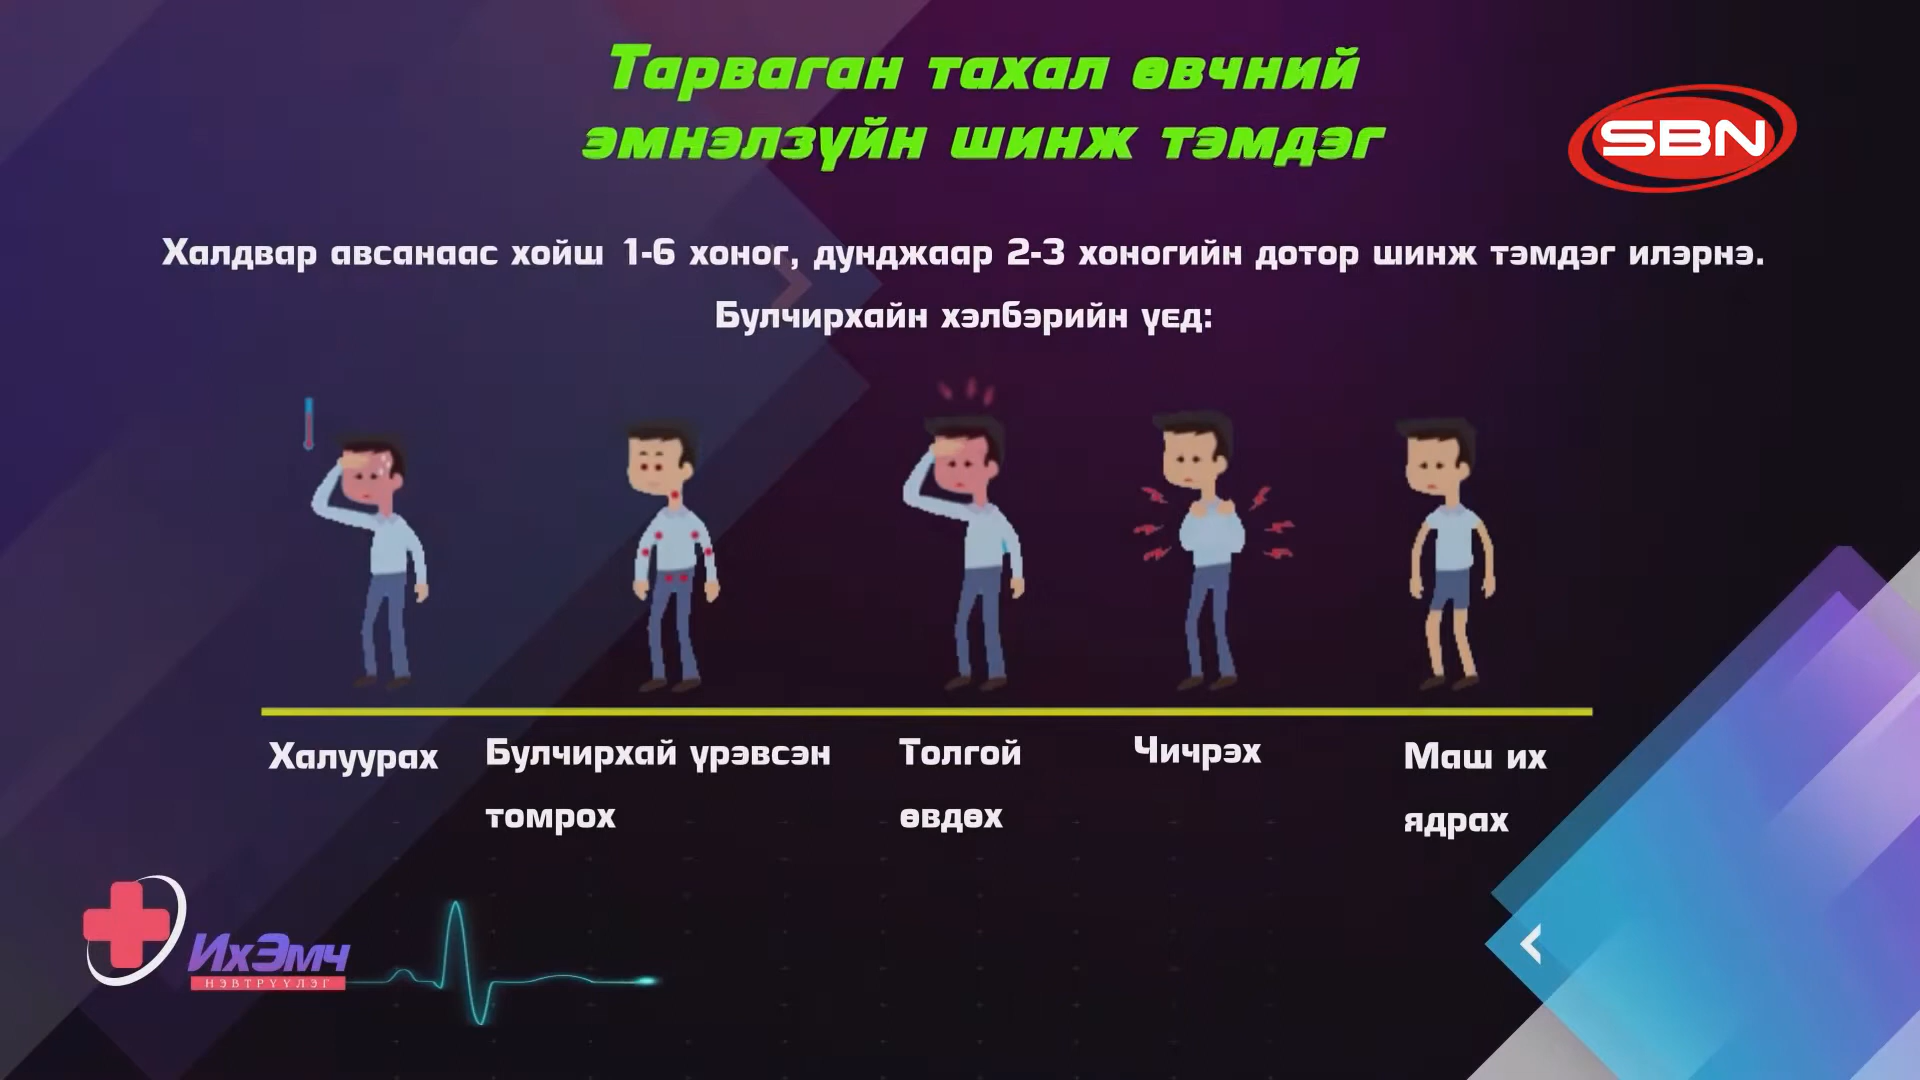 Тарваган тахал өвчний
эмнэлзүйн шинж тэмдэг
SBN
Халдвар авсанаас хойш 1-6 хоног, дунджаар 2-3 хоногийн дотор шинж тэмдэг илэрнэ.
Булчирхайн хэлбэрийн үед:
Халуурах
Булчирхай үрэвсэн
томрох
Толгой
өвдөх
Чичрэх
Маш их
ядрах
ИхЭмч
НЭВТРҮҮЛЭГ